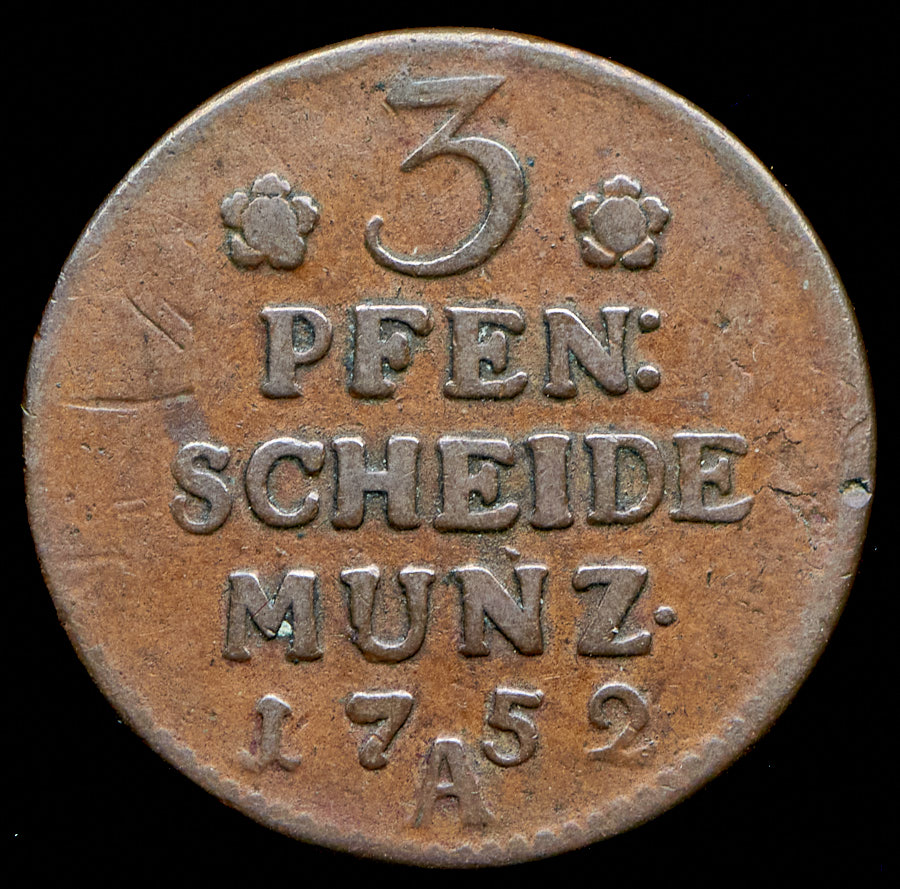 3
PFEN:
SCHEIDE
MUNZ.
1752
A